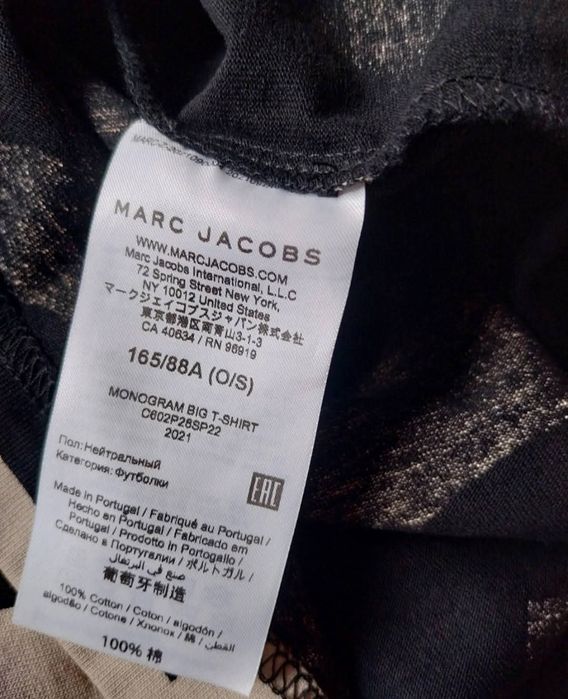 MARC JACOBS
WWW.MARCJACOBS.COM
Marc Jacobs International, L.L.C
72 Spring Street New York,
NY 10012 United States
マークジェイコブスジャパン株式会社
東京都港区南青山3-1-3
CA 40634 / RN 96919
165/88A (O/S)
MONOGRAM BIG T-SHIRT
C602P26SP22
2021
Пол:Нейтральный
Категория: Футболки
EAC
Made in Portugal / Fabriqué au Portugal /
Hecho en Portugal / Fabricado em
Portugal / Prodotto in Portogallo /
Сделано в Португалии / ポルトガル /
صنع في البرتغال
葡萄牙制造
100% Cotton / Coton / algodón /
algodão / Cotone / Хлопок / 綿 / القطن
100% 棉